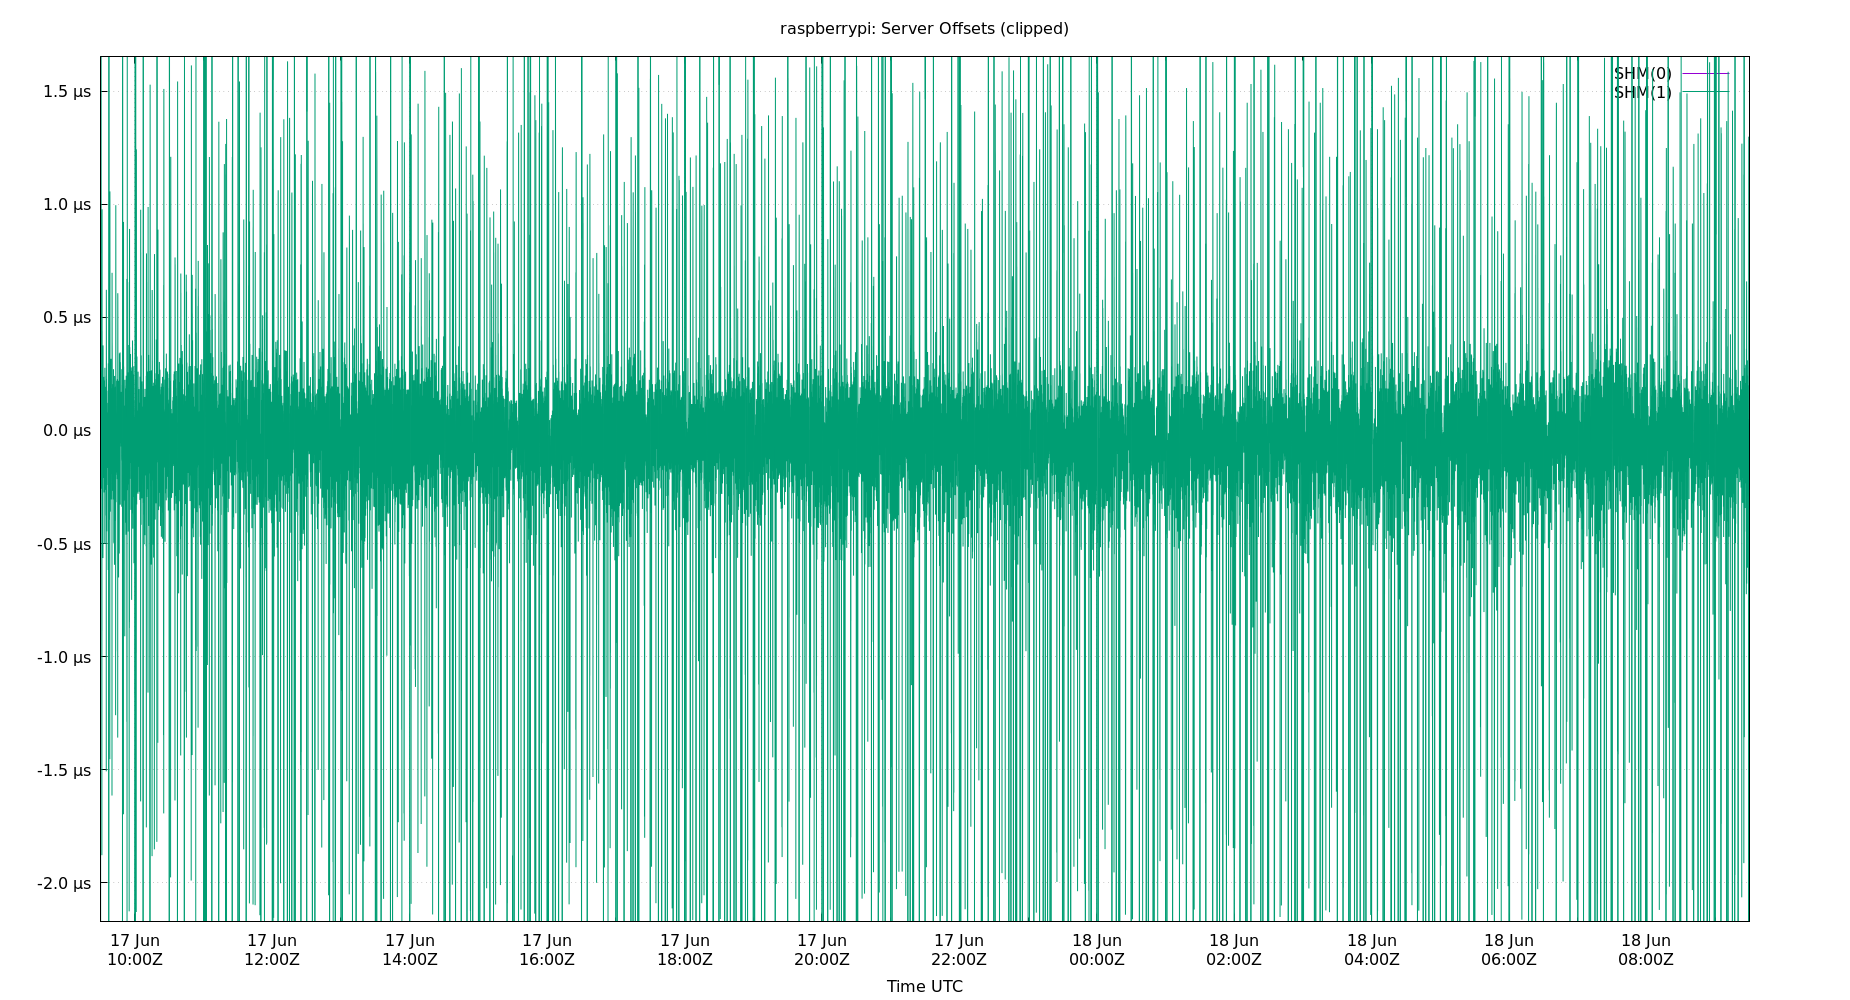 raspberrypi: Server Offsets (clipped)
SHM(0)
SHM(1)
1.5 µs
1.0 µs
0.5 µs
0.0 µs
-0.5 µs
-1.0 µs
-1.5 µs
-2.0 µs
17 Jun 17 Jun 17 Jun 17 Jun 17 Jun 17 Jun 17 Jun 18 Jun 18 Jun 18 Jun 18 Jun 18 Jun
10:00Z 12:00Z 14:00Z 16:00Z 18:00Z 20:00Z 22:00Z 00:00Z 02:00Z 04:00Z 06:00Z 08:00Z
Time UTC